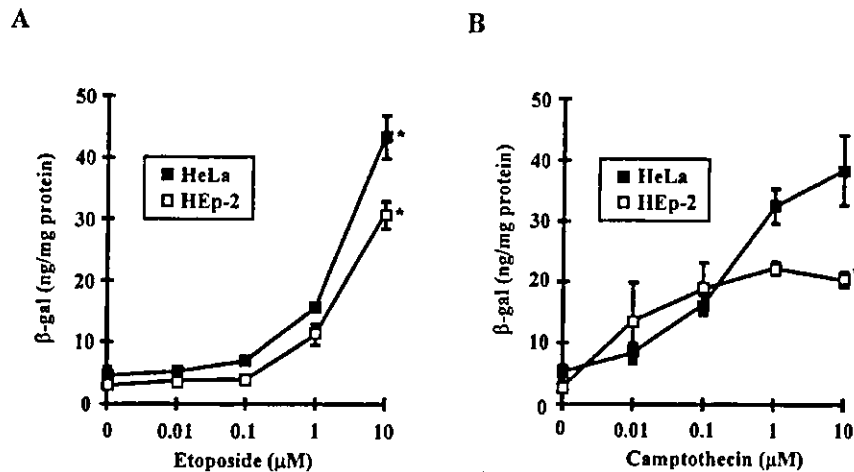 A
β-gal (ng/mg protein)
50
40
30
20
10
0
HeLa
HEp-2
*
*
0 0.01 0.1 1 10
Etoposide (µM)
B
β-gal (ng/mg protein)
50
40
30
20
10
0
HeLa
HEp-2
0 0.01 0.1 1 10
Camptothecin (µM)